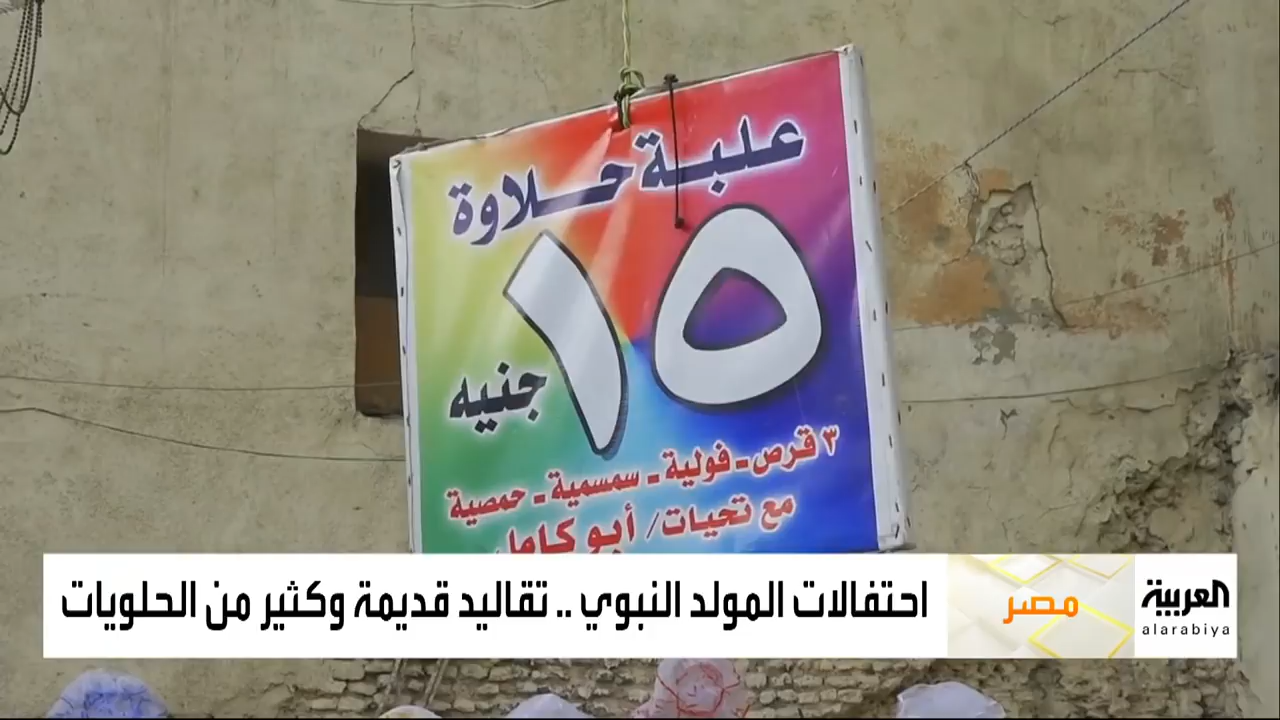 علبة حلاوة
١٥ جنيه
٣ قرص - فولية - سمسمية - حمصية
مع تحيات / أبو كامل
احتفالات المولد النبوي .. تقاليد قديمة وكثير من الحلويات
مصر
العربية
alarabiya